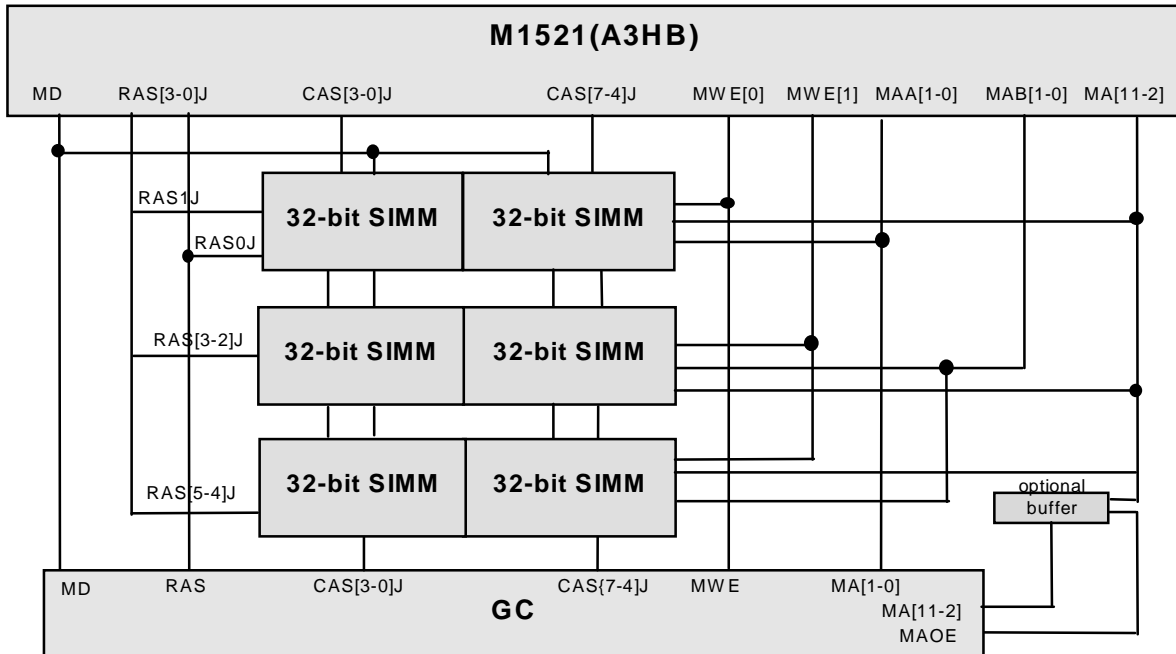 M1521(A3HB)
MD RAS[3-0]J CAS[3-0]J CAS[7-4]J MWE[0] MWE[1] MAA[1-0] MAB[1-0] MA[11-2]
RAS1J
32-bit SIMM 32-bit SIMM
RAS0J
RAS[3-2]J
32-bit SIMM 32-bit SIMM
32-bit SIMM 32-bit SIMM
RAS[5-4]J
optional
buffer
MD RAS CAS[3-0]J CAS{7-4]J MWE MA[1-0]
GC
MA[11-2]
MAOE